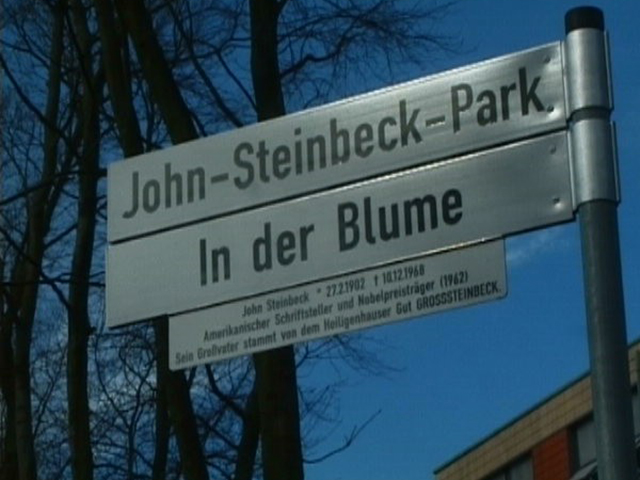 John-Steinbeck-Park
In der Blume
John Steinbeck * 27.2.1902 † 10.12.1968
Amerikanischer Schriftsteller und Nobelpreisträger (1962)
Sein Großvater stammt von dem Heiligenhauser Gut GROSSSTEINBECK.